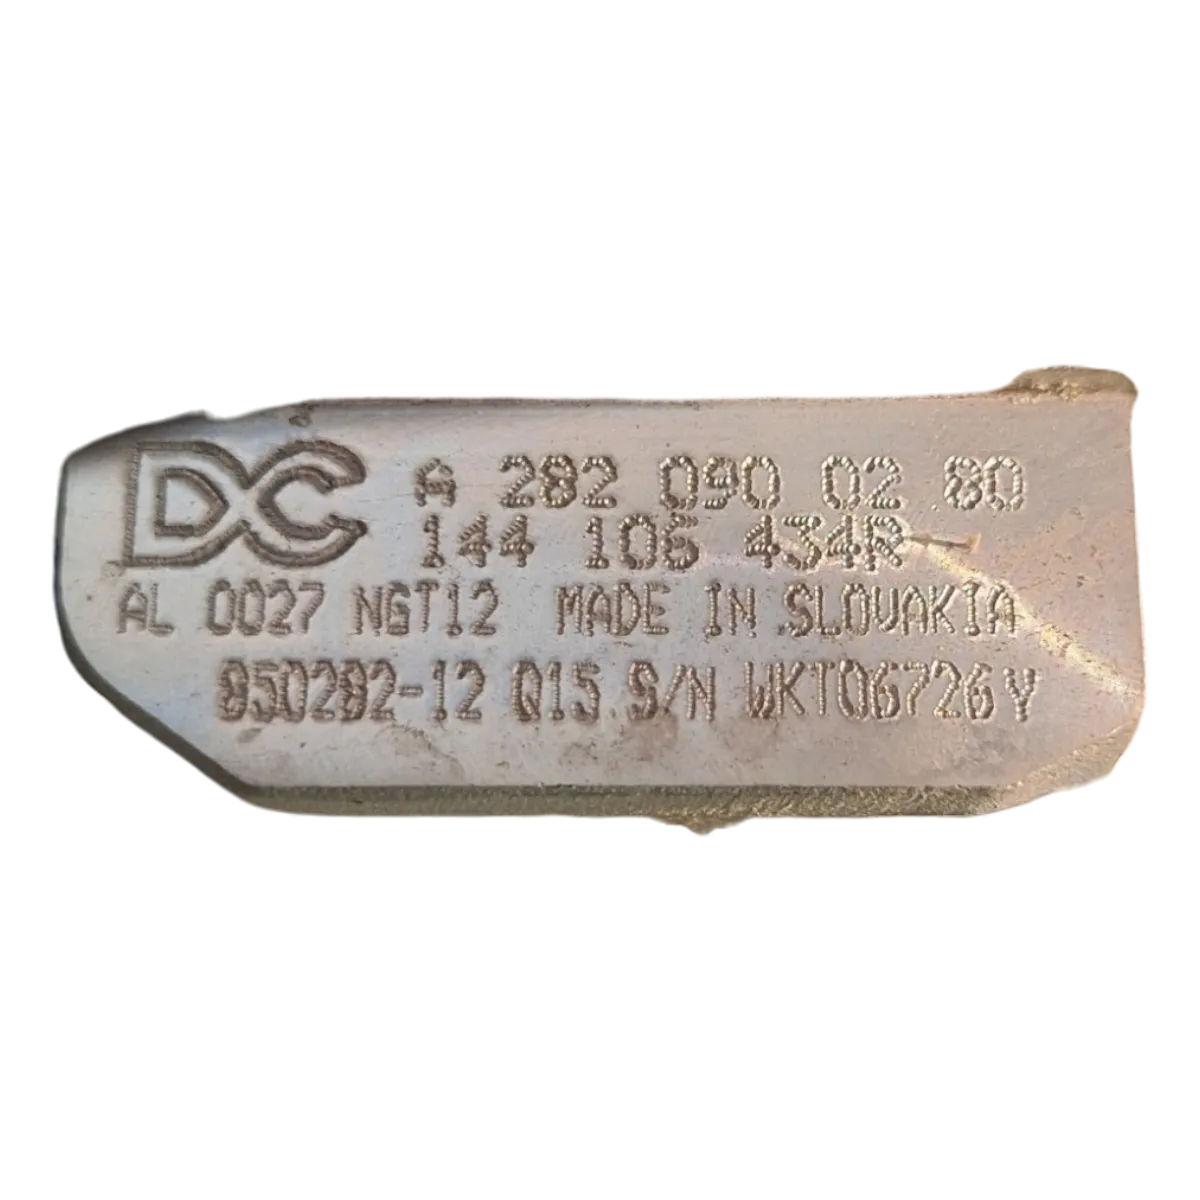 DC A 282 090 02 80
144 106 434R
AL 0027 NGT12 MADE IN SLOVAKIA
850282-12 Q15 S/N WKT06726Y